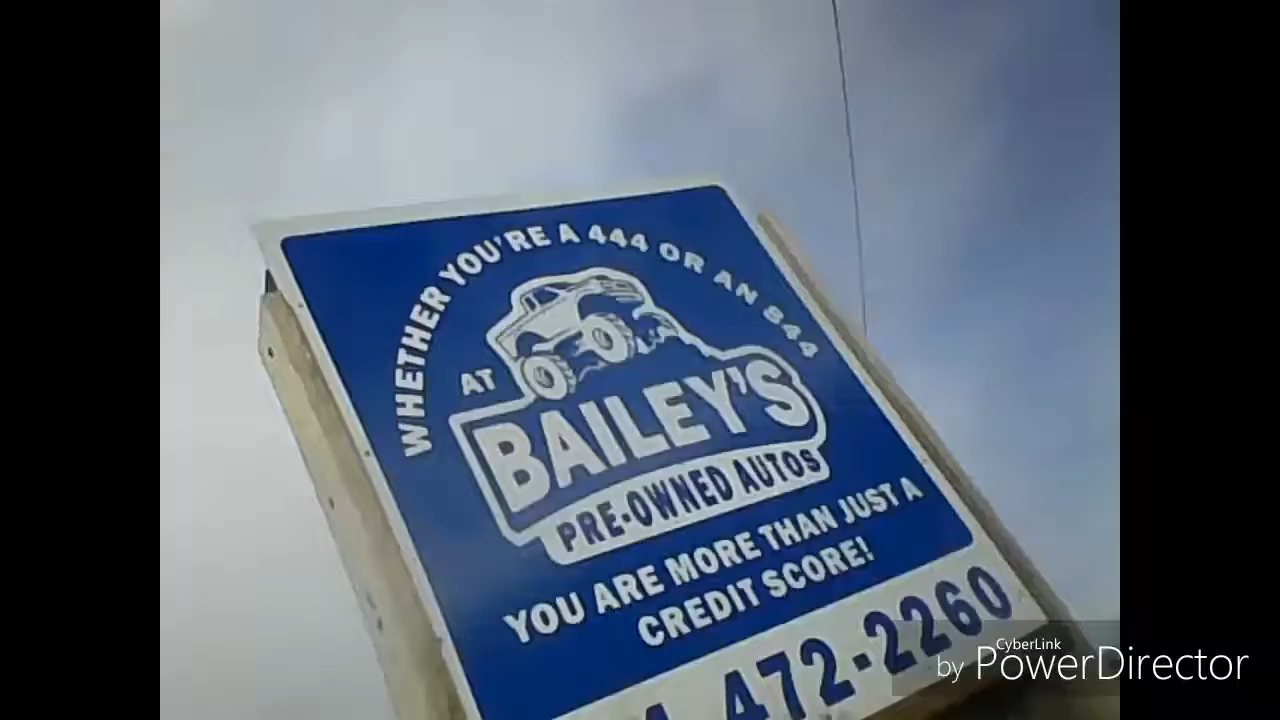 WHETHER YOU'RE A 444 OR AN 844
AT
BAILEY'S
PRE-OWNED AUTOS
YOU ARE MORE THAN JUST A
CREDIT SCORE!
472-2260
CyberLink
by PowerDirector